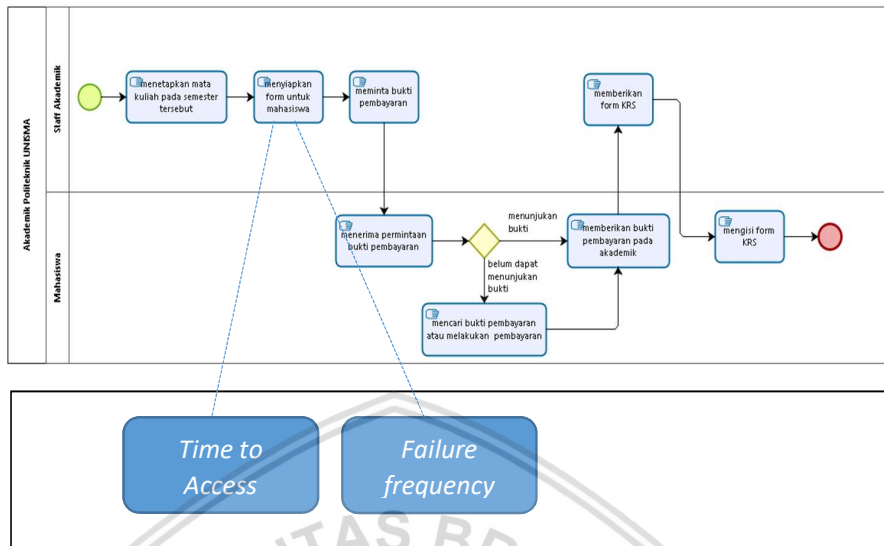 Akademik Politeknik UNISMA
Staff Akademik
menetapkan mata
kuliah pada semester
tersebut
menyiapkan
form untuk
mahasiswa
meminta bukti
pembayaran
memberikan
form KRS
Mahasiswa
menerima permintaan
bukti pembayaran
menunjukan
bukti
belum dapat
menunjukan
bukti
memberikan bukti
pembayaran pada
akademik
mengisi form
KRS
mencari bukti pembayaran
atau melakukan pembayaran
Time to
Access
Failure
frequency
ITAS BR